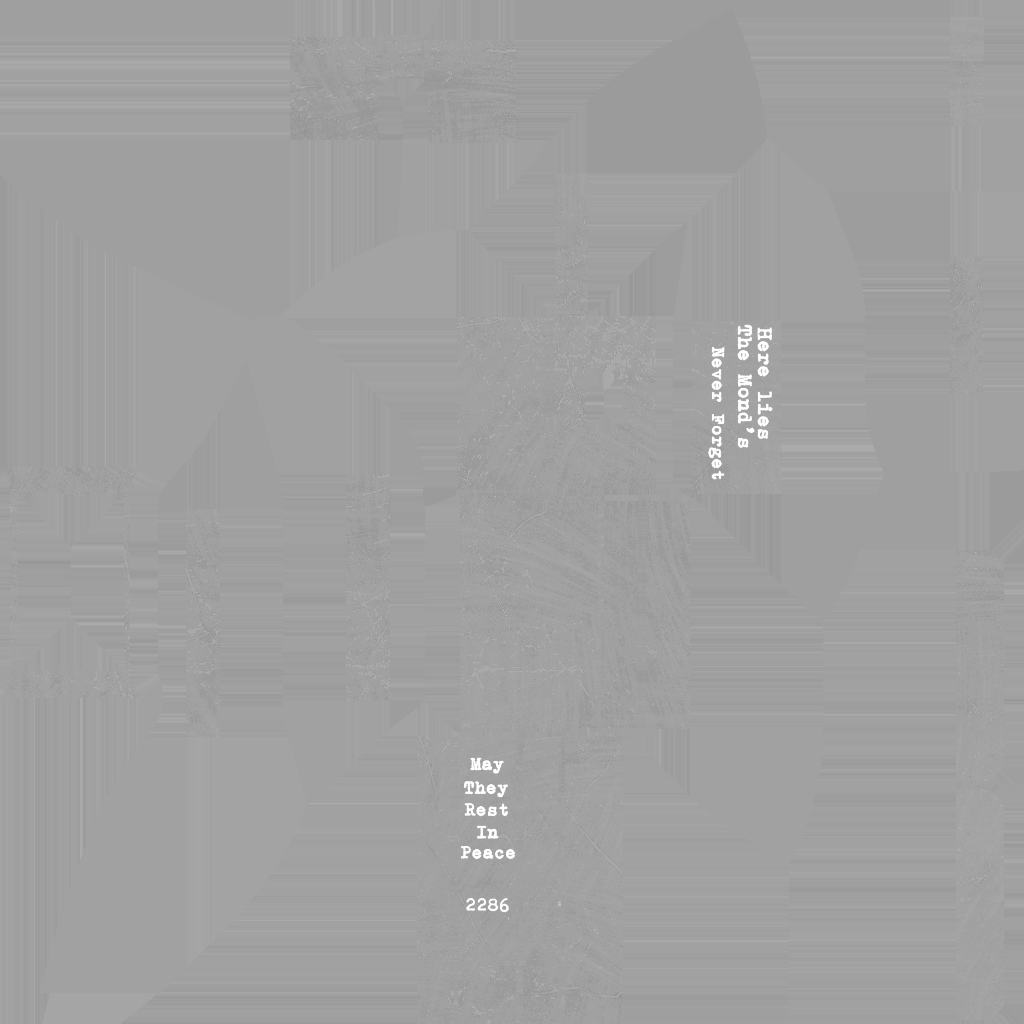 Here lies
The Mond's
Never Forget
May
They
Rest
In
Peace
2286